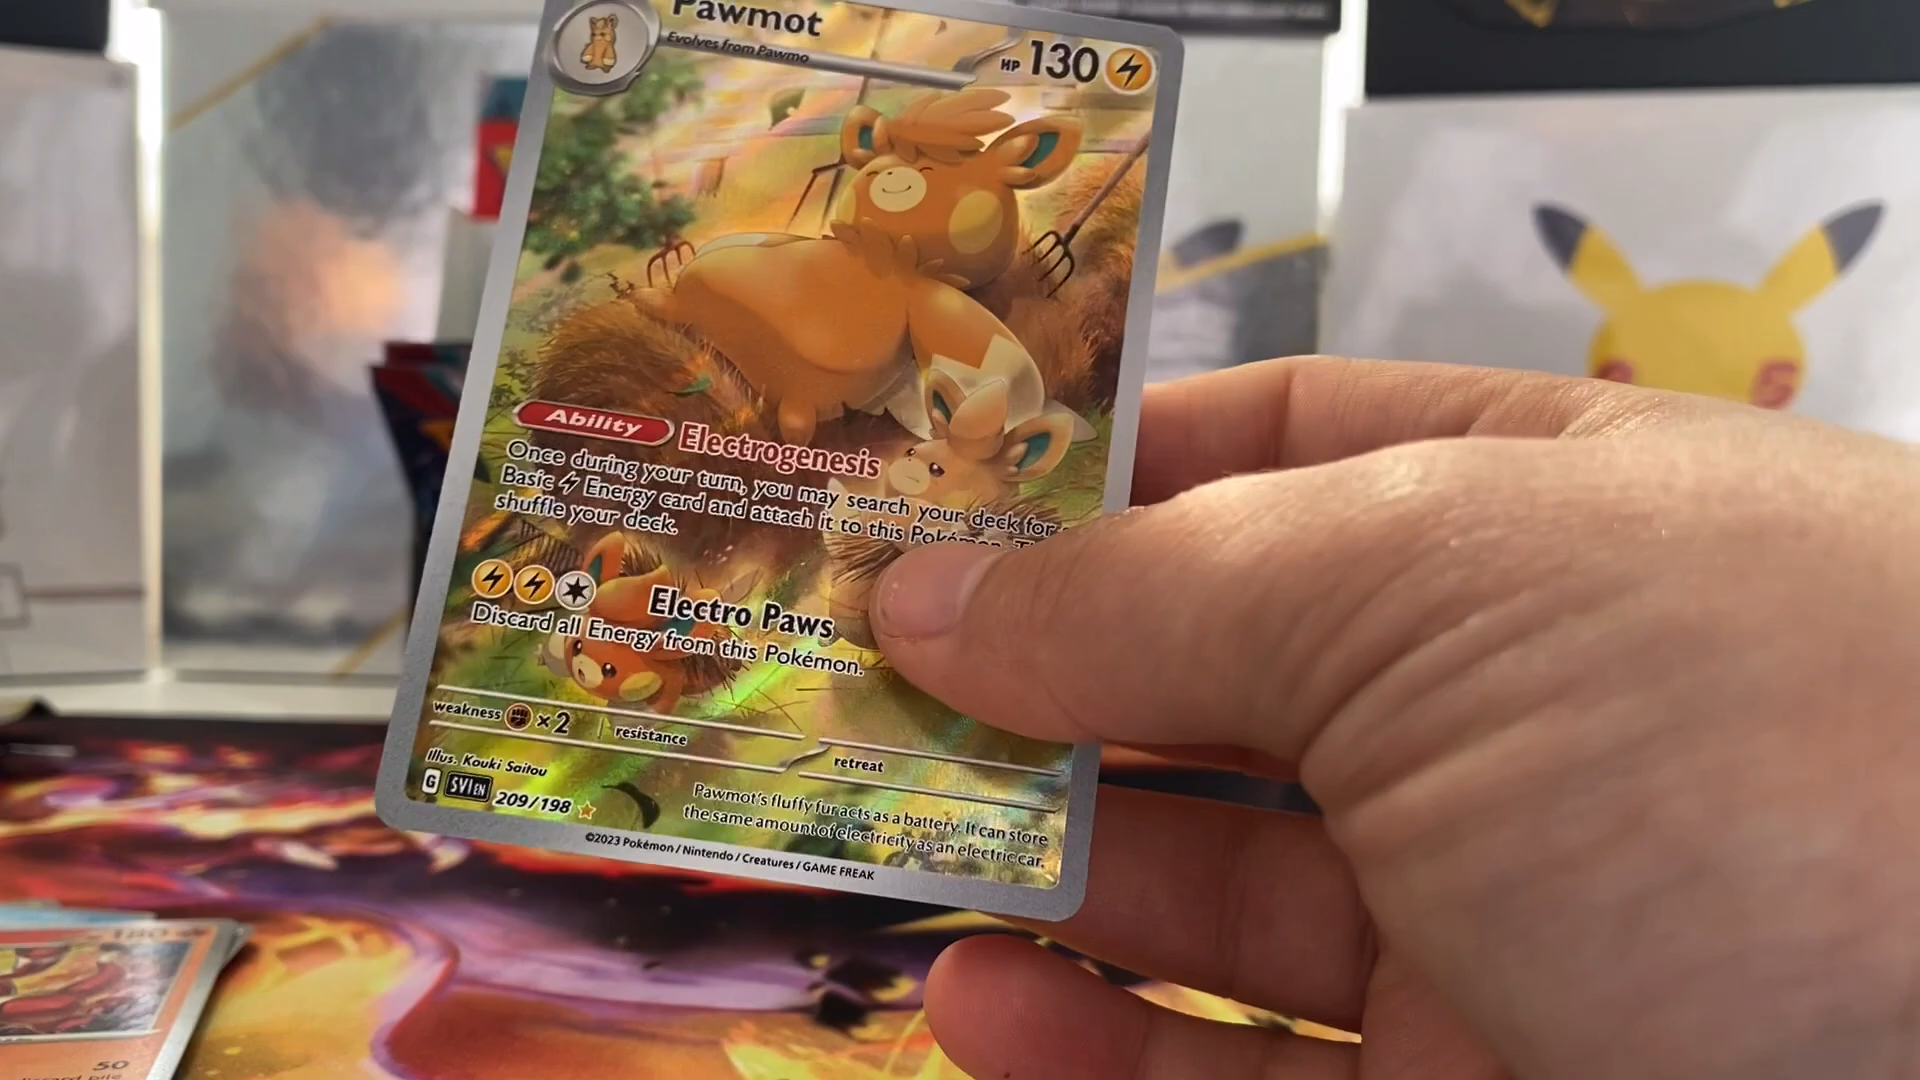 Pawmot
Evolves from Pawmo
HP 130
Ability Electrogenesis
Once during your turn, you may search your deck for
Basic Energy card and attach it to this Pokémon.
shuffle your deck.
Electro Paws
Discard all Energy from this Pokémon.
weakness ×2 resistance
retreat
Illus. Kouki Saitou
G SVI EN 209/198
Pawmot's fluffy fur acts as a battery. It can store
the same amount of electricity as an electric car.
©2023 Pokémon / Nintendo / Creatures / GAME FREAK
180
50